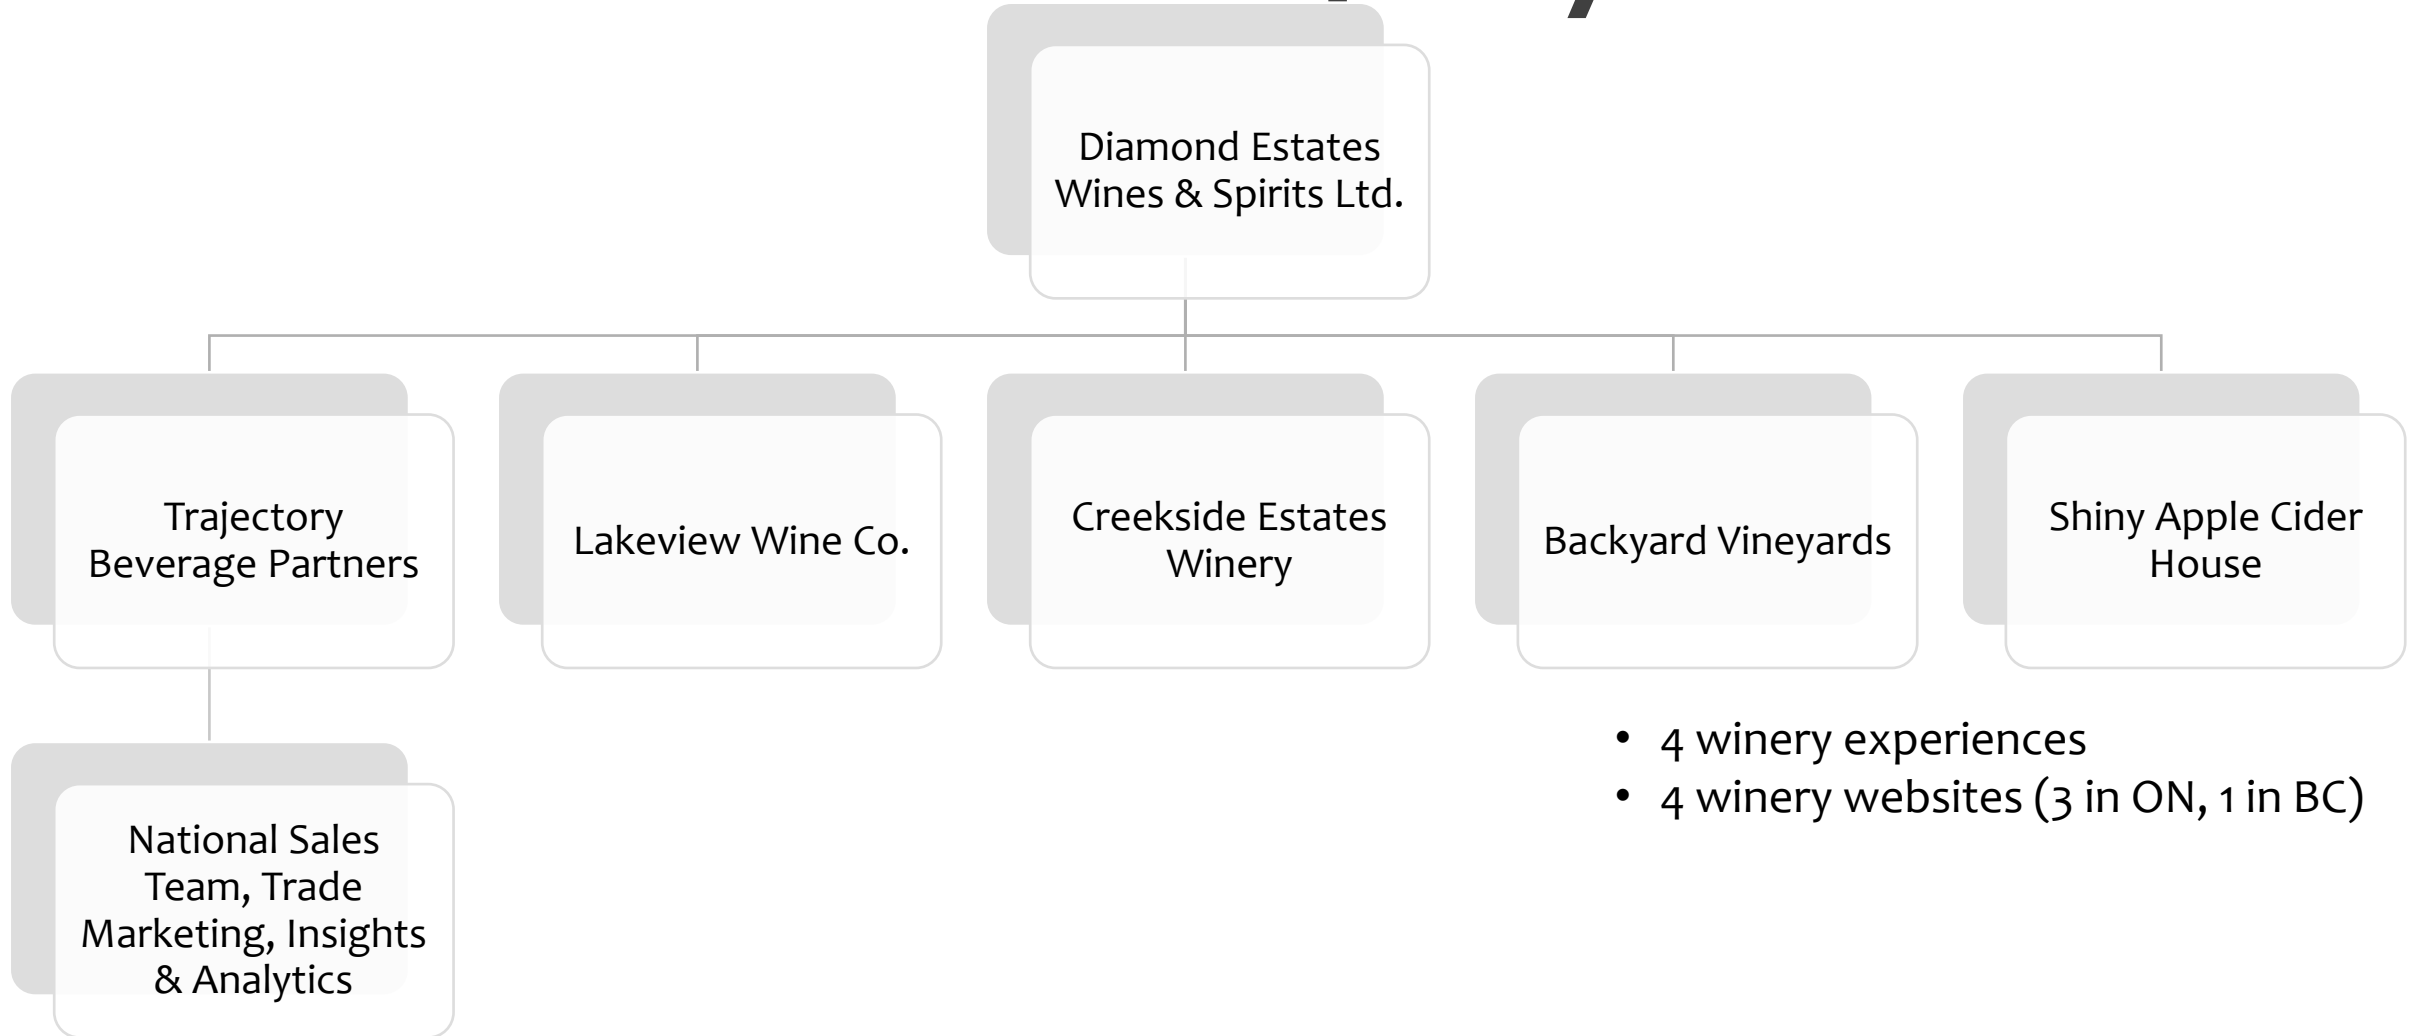 Diamond Estates
Wines & Spirits Ltd.
Trajectory
Beverage Partners
Lakeview Wine Co.
Creekside Estates
Winery
Backyard Vineyards
Shiny Apple Cider
House
National Sales
Team, Trade
Marketing, Insights
& Analytics
• 4 winery experiences
• 4 winery websites (3 in ON, 1 in BC)